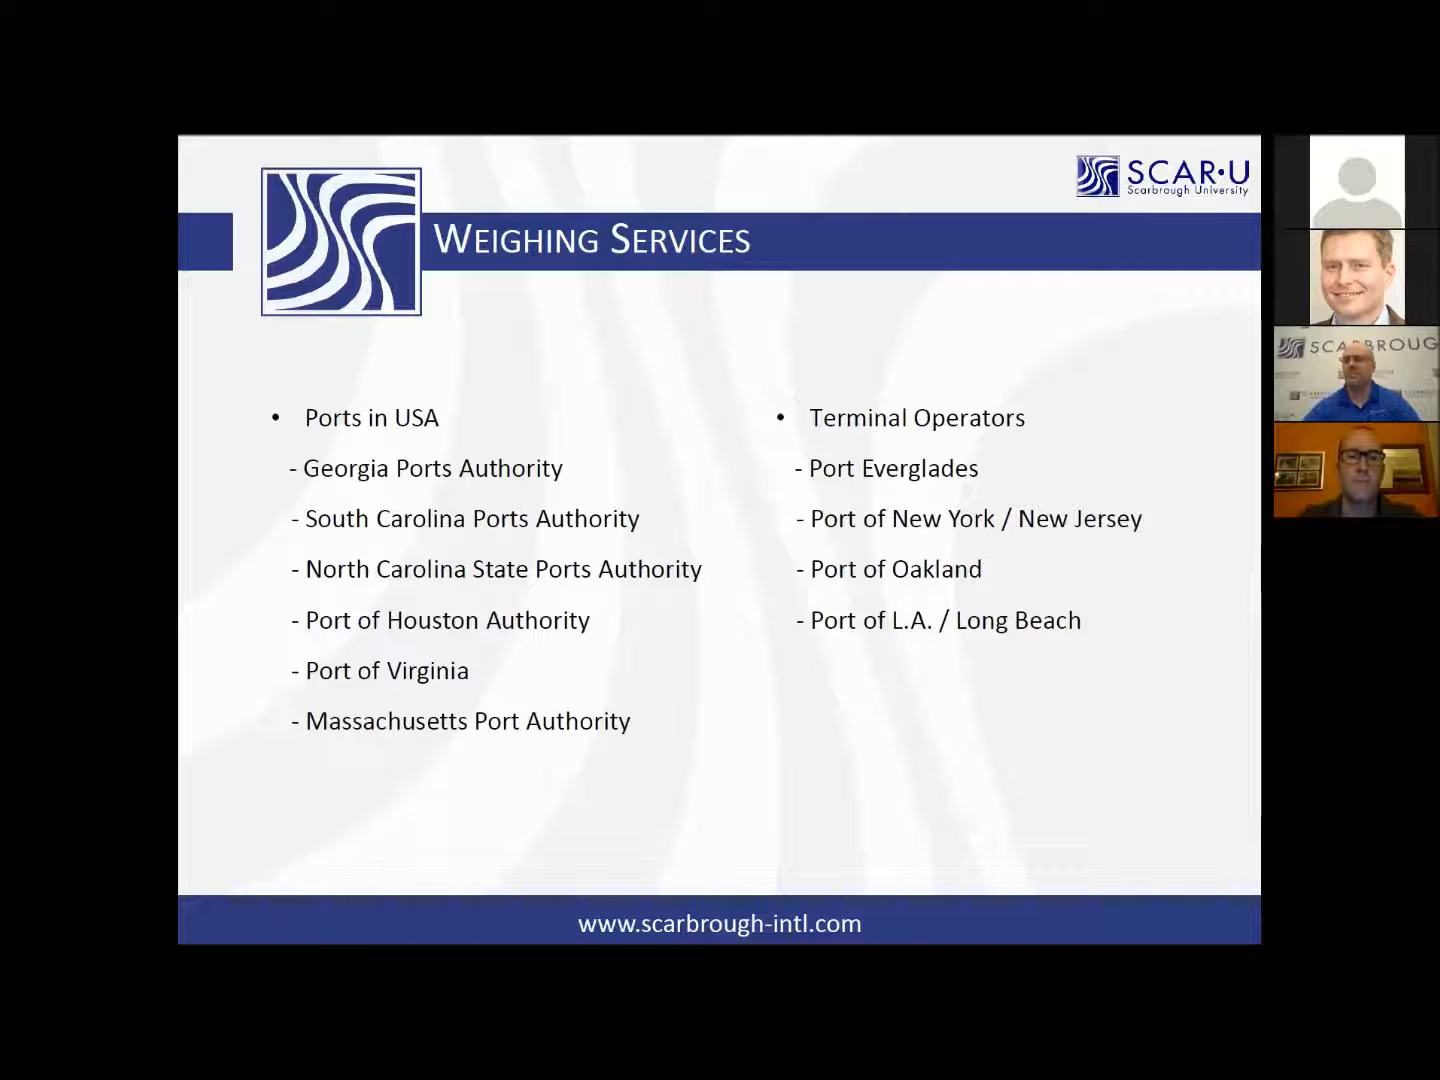 SCAR•U
Scarbrough University
WEIGHING SERVICES
• Ports in USA
- Georgia Ports Authority
- South Carolina Ports Authority
- North Carolina State Ports Authority
- Port of Houston Authority
- Port of Virginia
- Massachusetts Port Authority
• Terminal Operators
- Port Everglades
- Port of New York / New Jersey
- Port of Oakland
- Port of L.A. / Long Beach
www.scarbrough-intl.com
SCARBROUG